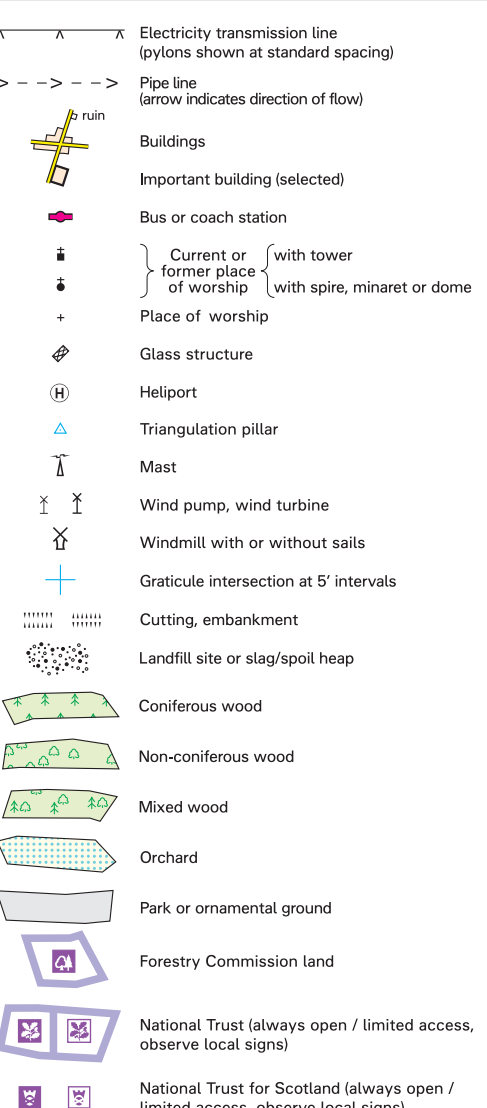 Electricity transmission line
(pylons shown at standard spacing)
Pipe line
(arrow indicates direction of flow)
ruin
Buildings
Important building (selected)
Bus or coach station
Current or
former place
of worship
with tower
with spire, minaret or dome
Place of worship
Glass structure
H
Heliport
Triangulation pillar
Mast
Wind pump, wind turbine
Windmill with or without sails
Graticule intersection at 5′ intervals
Cutting, embankment
Landfill site or slag/spoil heap
Coniferous wood
Non-coniferous wood
Mixed wood
Orchard
Park or ornamental ground
Forestry Commission land
National Trust (always open / limited access,
observe local signs)
National Trust for Scotland (always open /
limited access, observe local signs)